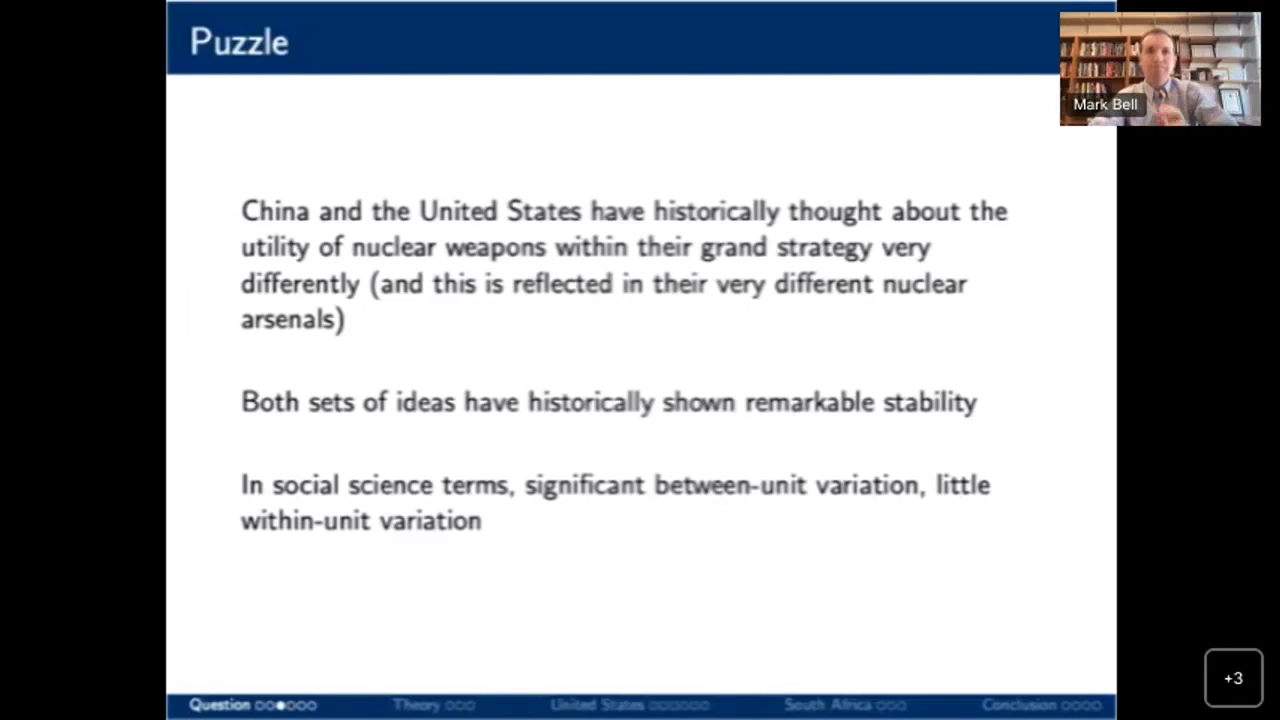 Puzzle
Mark Bell
China and the United States have historically thought about the
utility of nuclear weapons within their grand strategy very
differently (and this is reflected in their very different nuclear
arsenals)
Both sets of ideas have historically shown remarkable stability
In social science terms, significant between-unit variation, little
within-unit variation
+3
Question
Theory
United States
South Africa
Conclusion